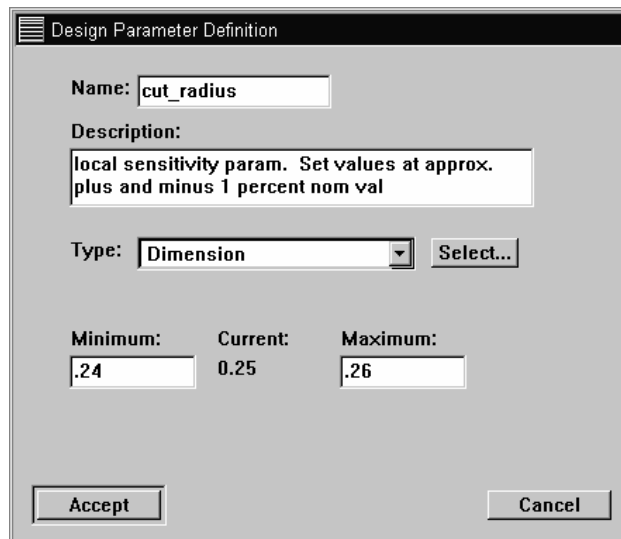 Design Parameter Definition
Name: cut_radius
Description:
local sensitivity param. Set values at approx.
plus and minus 1 percent nom val
Type: Dimension Select...
Minimum: Current: Maximum:
.24 0.25 .26
Accept Cancel